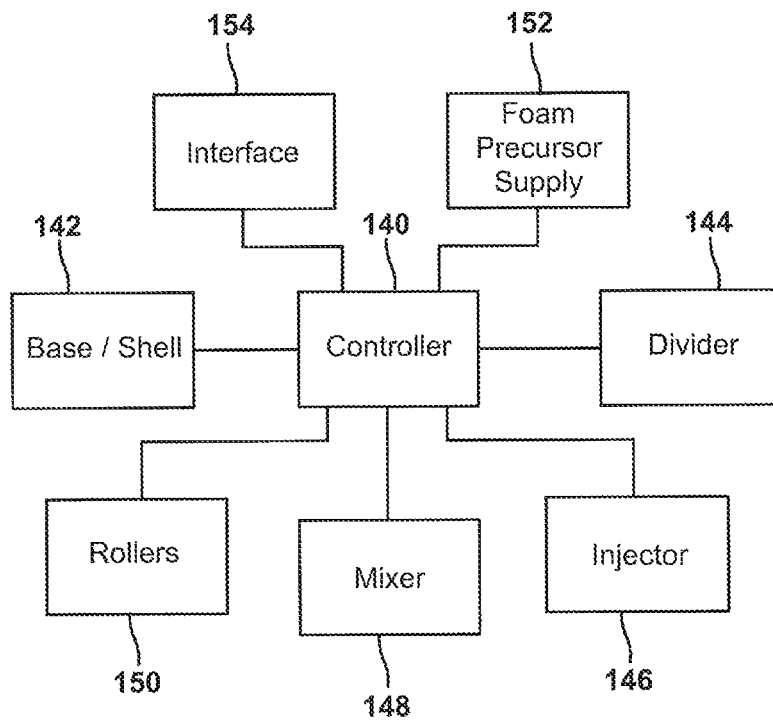 154
152
Interface
Foam
Precursor
Supply
142
140
144
Base / Shell
Controller
Divider
Rollers
Mixer
Injector
150
148
146